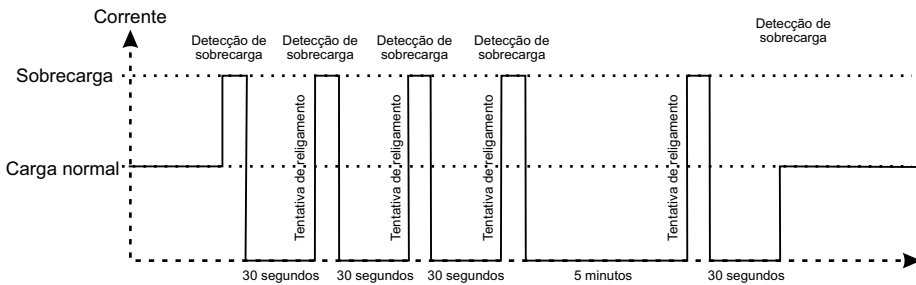 Corrente
Detecção de
sobrecarga
Detecção de
sobrecarga
Detecção de
sobrecarga
Detecção de
sobrecarga
Detecção de
sobrecarga
Sobrecarga
Carga normal
Tentativa de religamento
Tentativa de religamento
Tentativa de religamento
Tentativa de religamento
30 segundos
30 segundos
30 segundos
5 minutos
30 segundos